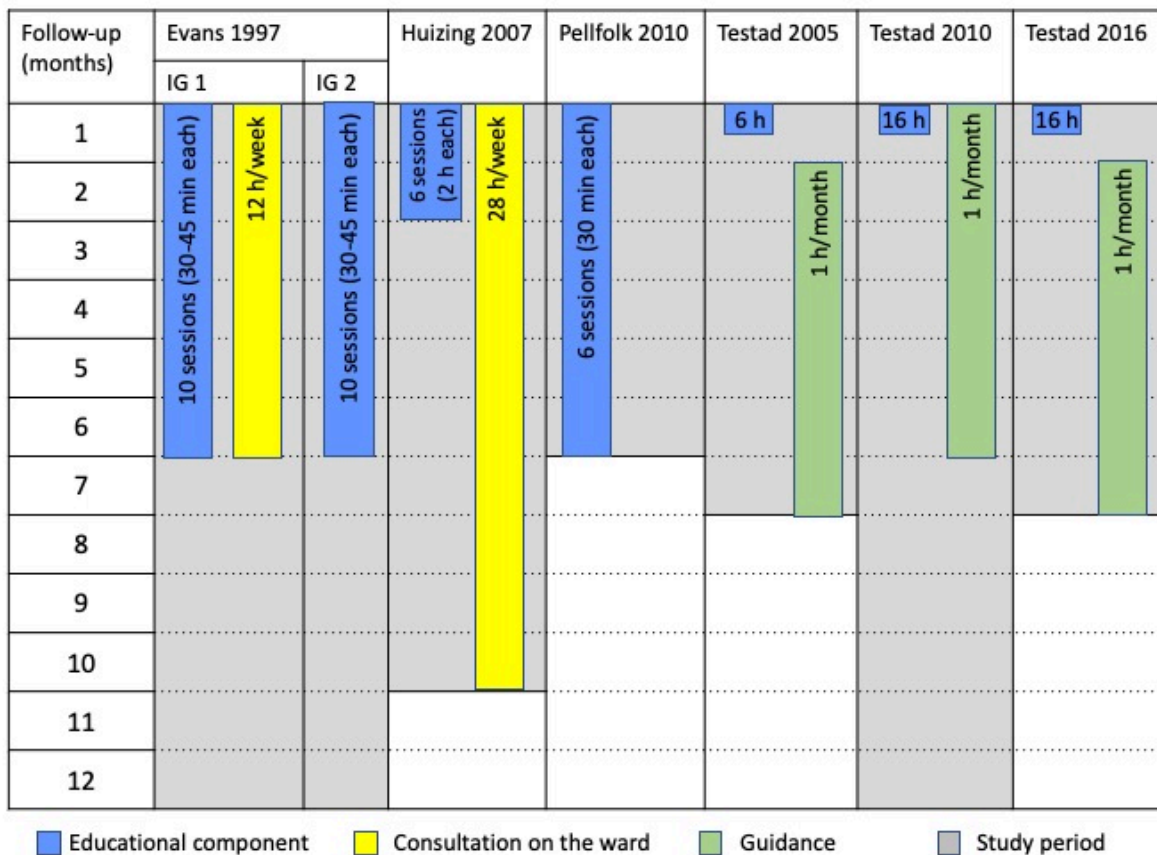 Follow-up
(months)
Evans 1997
Huizing 2007
Pellfolk 2010
Testad 2005
Testad 2010
Testad 2016
IG 1
IG 2
1
2
3
4
5
6
7
8
9
10
11
12
10 sessions (30-45 min each)
12 h/week
10 sessions (30-45 min each)
6 sessions
(2 h each)
28 h/week
6 sessions (30 min each)
6 h
1 h/month
16 h
1 h/month
16 h
1 h/month
Educational component
Consultation on the ward
Guidance
Study period